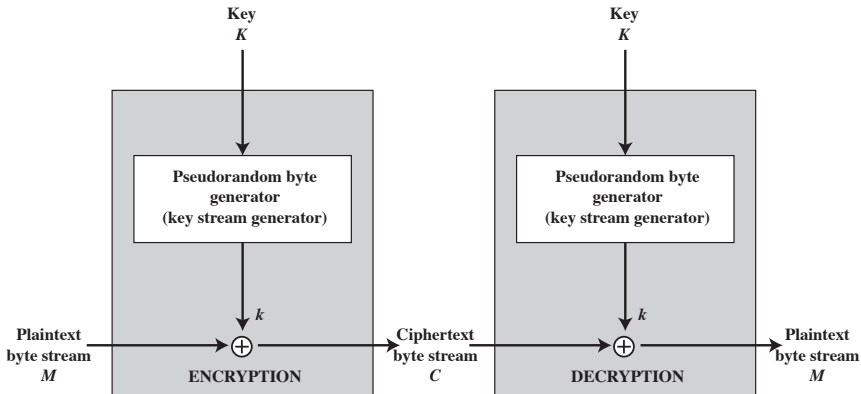 Key
K
Key
K
Pseudorandom byte
generator
(key stream generator)
Pseudorandom byte
generator
(key stream generator)
k
k
Plaintext
byte stream
M
ENCRYPTION
Ciphertext
byte stream
C
DECRYPTION
Plaintext
byte stream
M